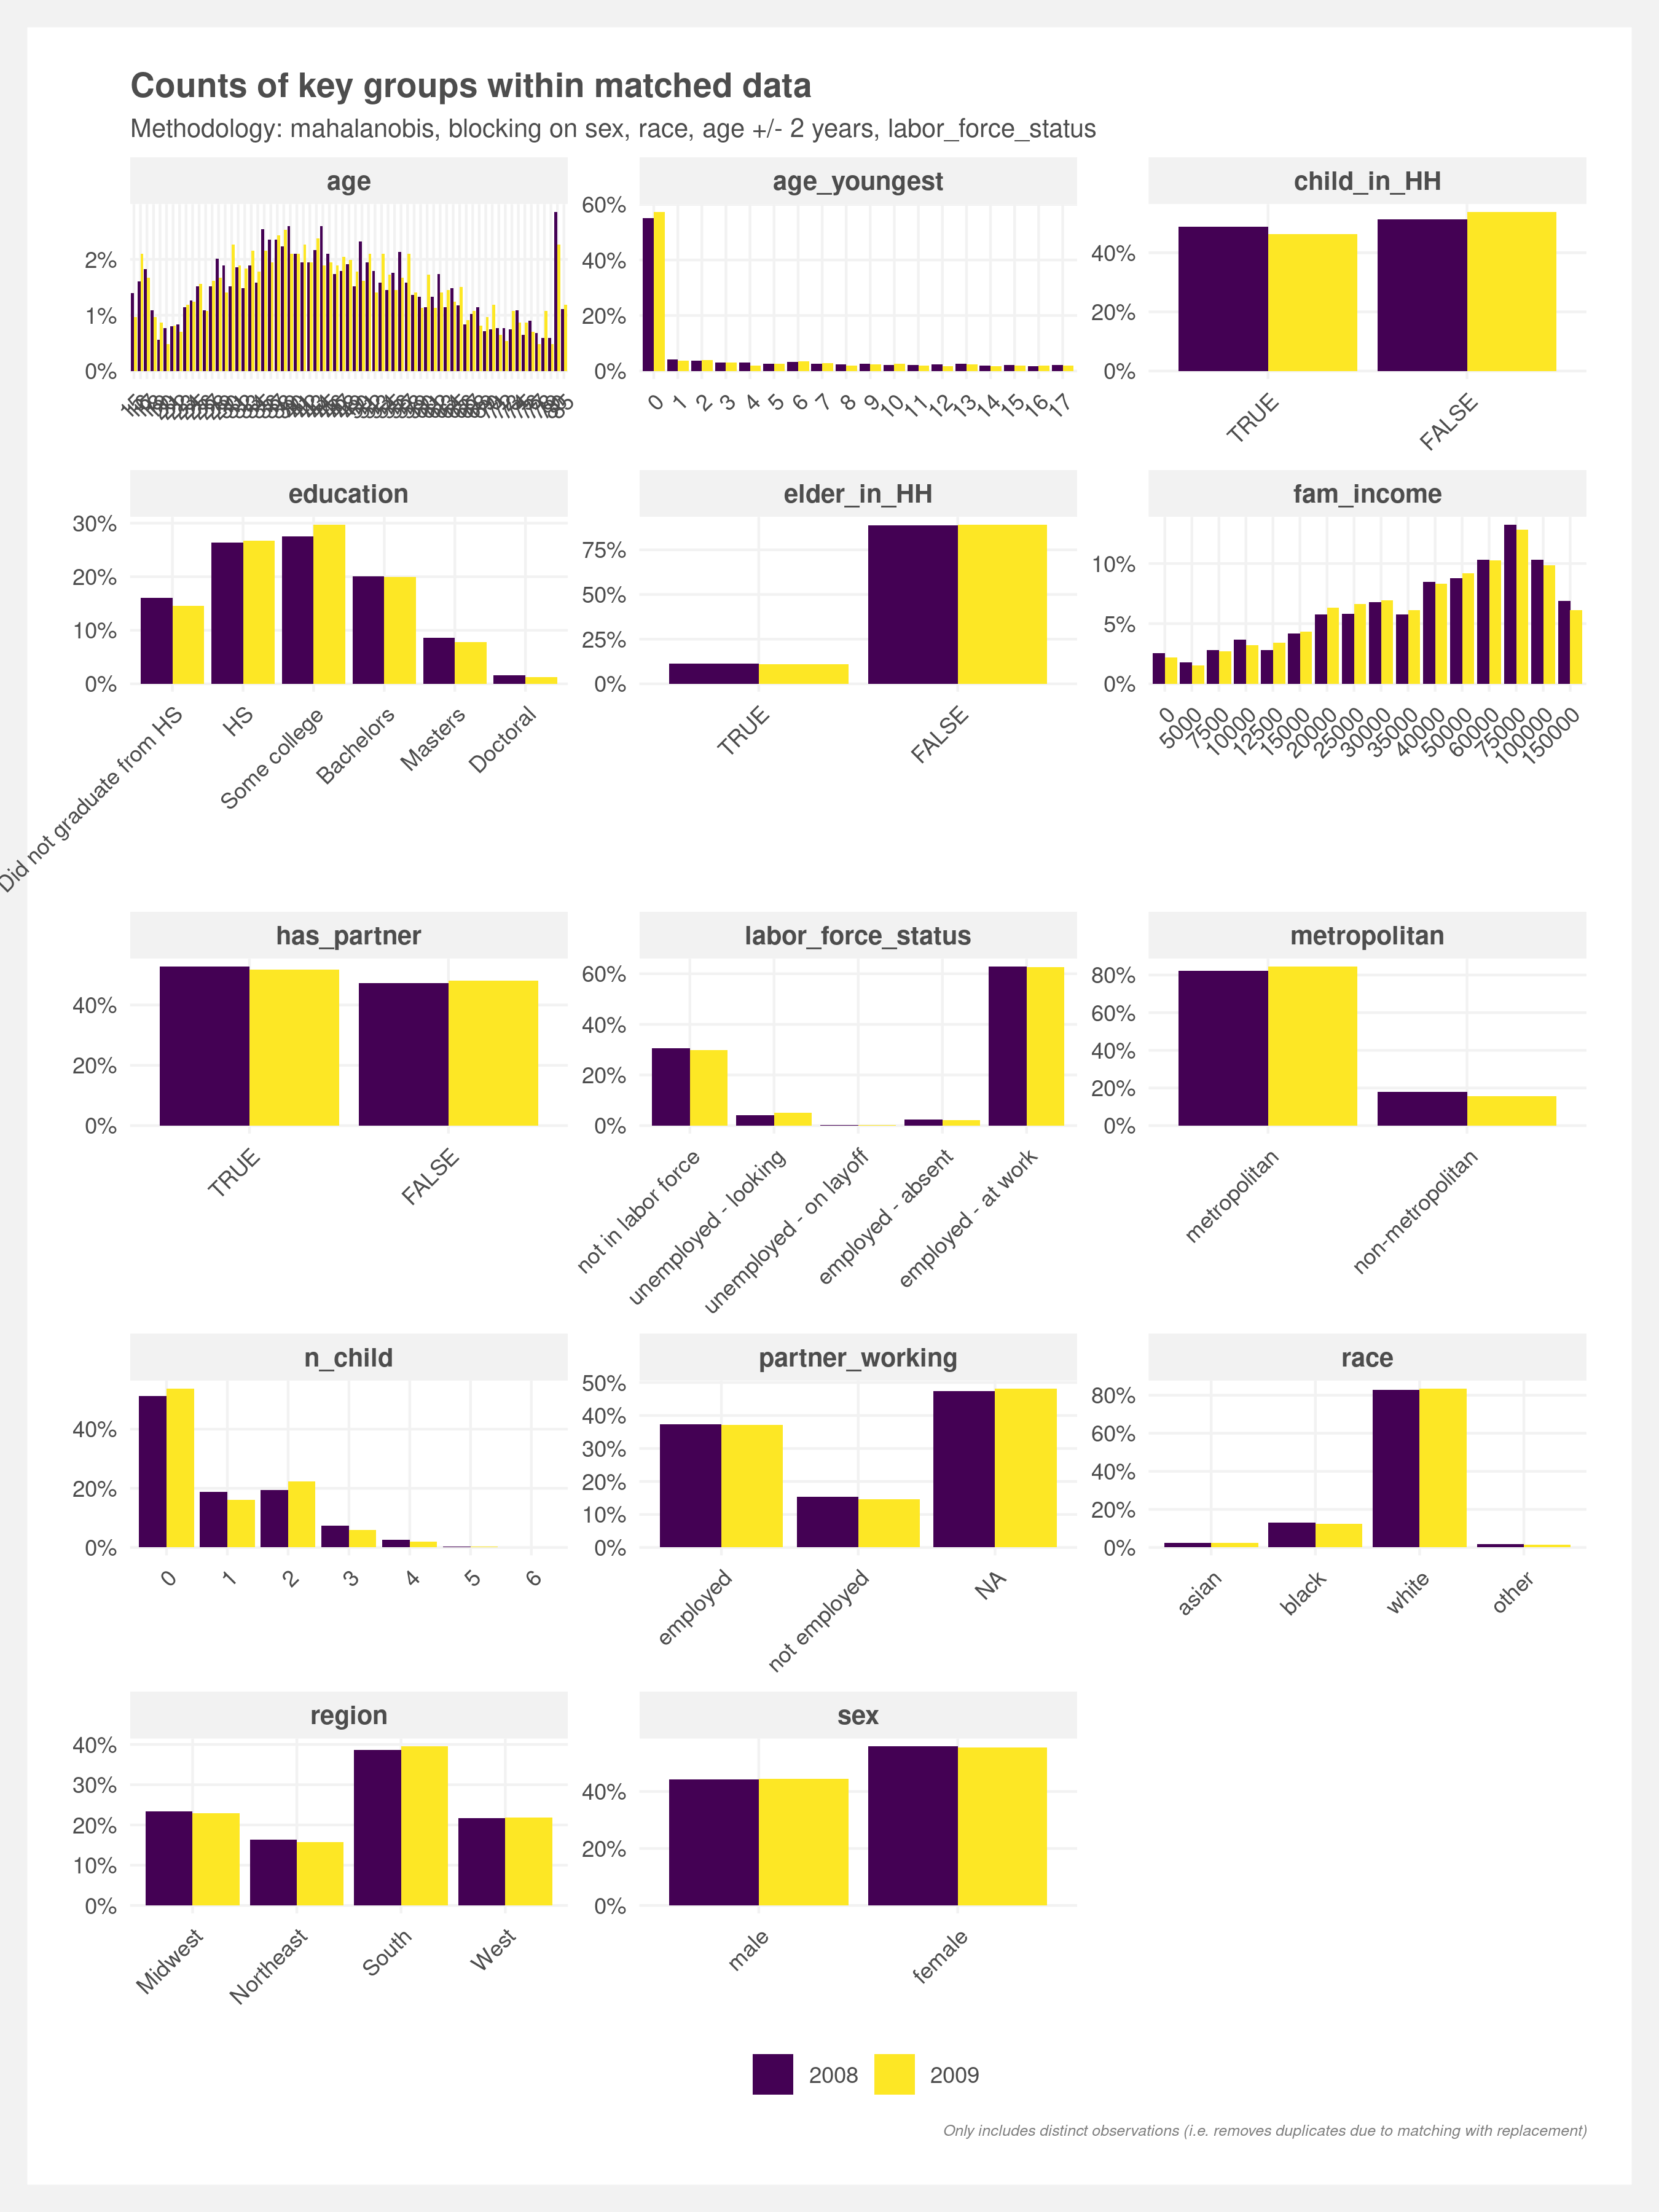 Counts of key groups within matched data
Methodology: mahalanobis, blocking on sex, race, age +/- 2 years, labor_force_status
age
2%
1%
0%
age_youngest
60%
40%
20%
0%
0 1 2 3 4 5 6 7 8 9 10 11 12 13 14 15 16 17
child_in_HH
40%
20%
0%
TRUE FALSE
education
30%
20%
10%
0%
Did not graduate from HS HS Some college Bachelors Masters Doctoral
elder_in_HH
75%
50%
25%
0%
TRUE FALSE
fam_income
10%
5%
0%
0 5000 7500 10000 12500 15000 20000 25000 30000 35000 40000 50000 60000 75000 100000 150000
has_partner
40%
20%
0%
TRUE FALSE
labor_force_status
60%
40%
20%
0%
not in labor force unemployed - looking unemployed - on layoff employed - absent employed - at work
metropolitan
80%
60%
40%
20%
0%
metropolitan non-metropolitan
n_child
40%
20%
0%
0 1 2 3 4 5 6
partner_working
50%
40%
30%
20%
10%
0%
employed not employed NA
race
80%
60%
40%
20%
0%
asian black white other
region
40%
30%
20%
10%
0%
Midwest Northeast South West
sex
40%
20%
0%
male female
2008 2009
Only includes distinct observations (i.e. removes duplicates due to matching with replacement)